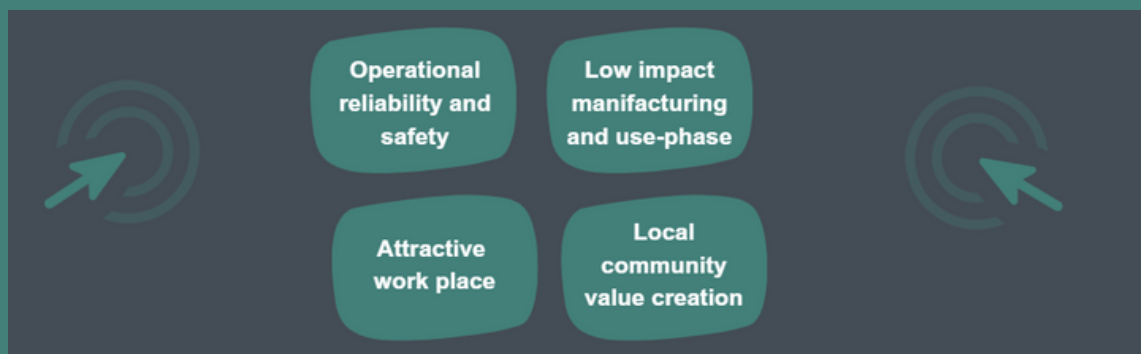 Operational
reliability and
safety
Low impact
manifacturing
and use-phase
Attractive
work place
Local
community
value creation